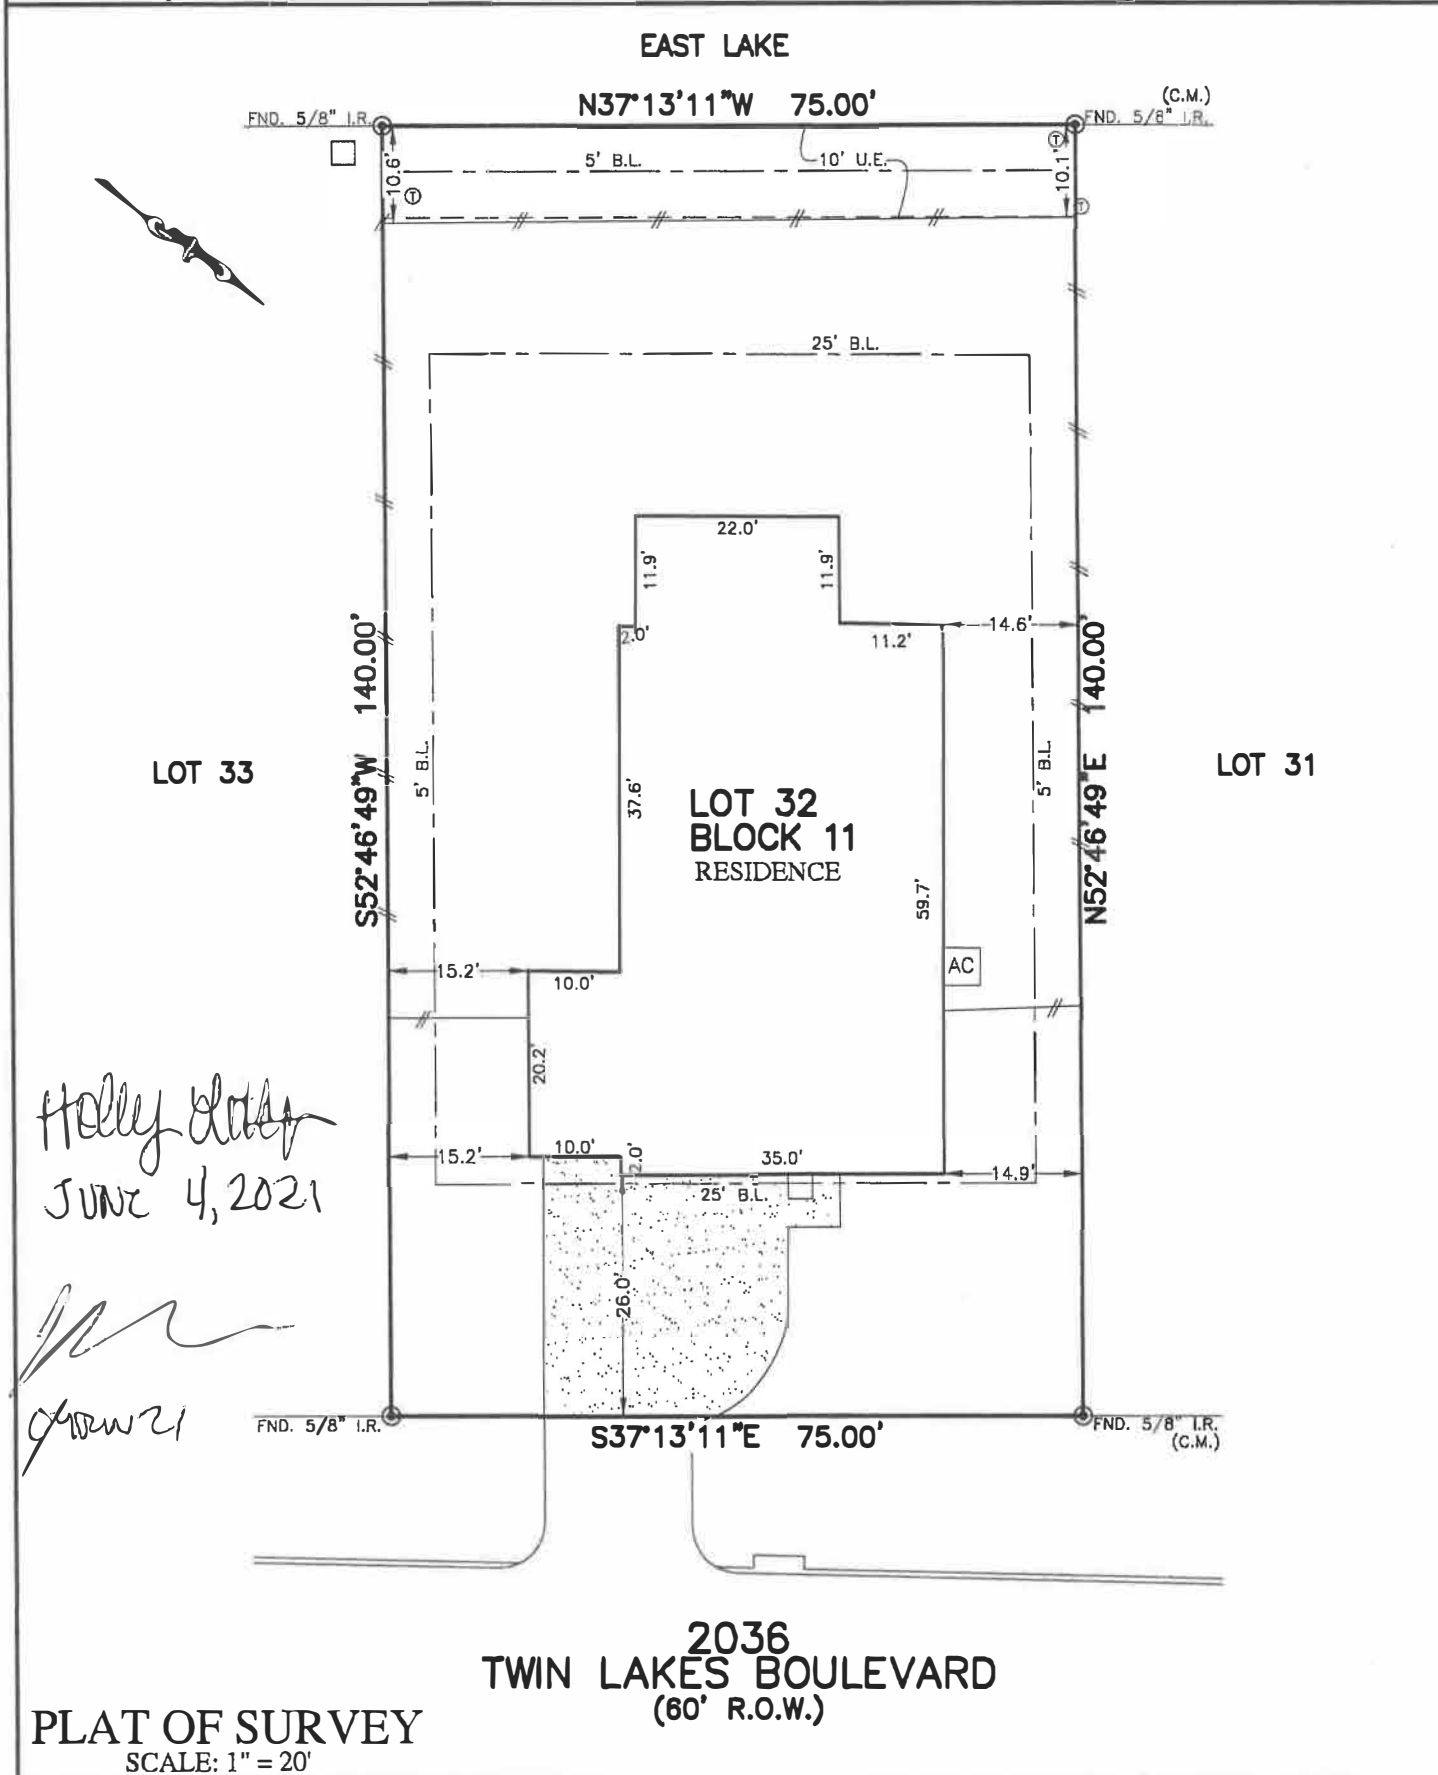 EAST LAKE
N37°13'11"W 75.00'
(C.M.)
FND. 5/8" I.R.
FND. 5/8" I.R.
5' B.L.
10' U.E.
10.6'
10.1'
T
T
T
25' B.L.
22.0'
11.9'
11.9'
2.0'
11.2'
14.6'
S52°46'49"W 140.00'
N52°46'49"E 140.00'
5' B.L.
5' B.L.
LOT 33
LOT 31
37.6'
LOT 32
BLOCK 11
RESIDENCE
59.7'
AC
15.2'
10.0'
20.2'
Holly
JUNE 4, 2021
15.2'
10.0'
2.0'
35.0'
14.9'
25' B.L.
26.0'
FND. 5/8" I.R.
S37°13'11"E 75.00'
FND. 5/8" I.R.
(C.M.)
2036
TWIN LAKES BOULEVARD
(60' R.O.W.)
PLAT OF SURVEY
SCALE: 1" = 20'